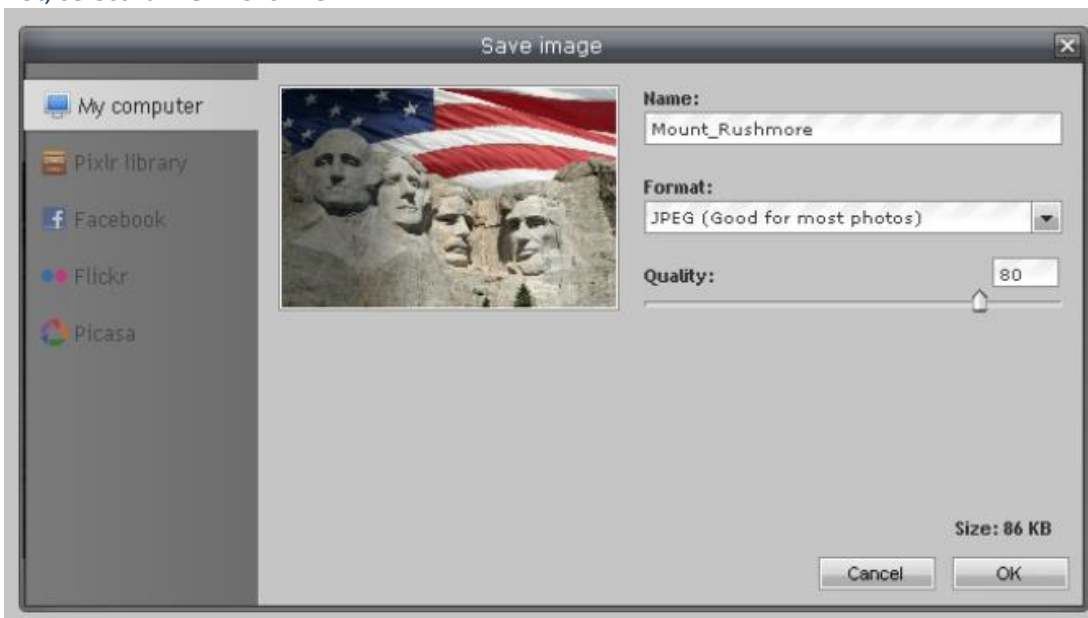 Save image
My computer
Pixlr library
Facebook
Flickr
Picasa
Name:
Mount_Rushmore
Format:
JPEG (Good for most photos)
Quality:
80
Size: 86 KB
Cancel
OK